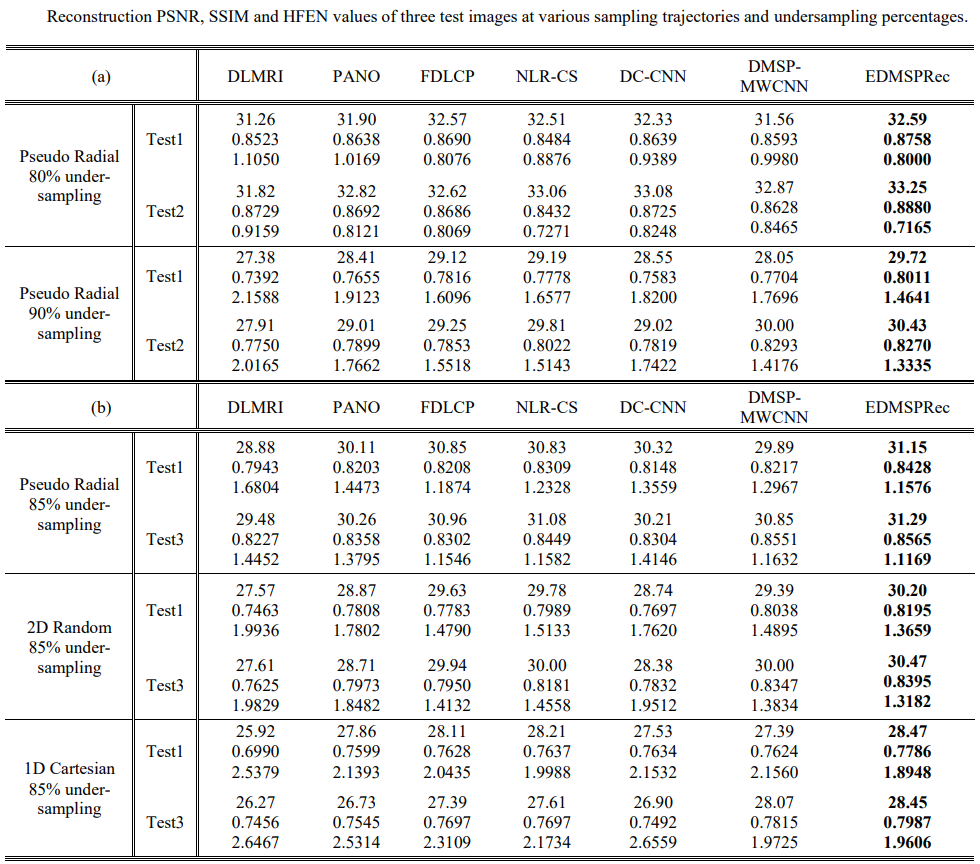 Reconstruction PSNR, SSIM and HFEN values of three test images at various sampling trajectories and undersampling percentages.
(a) DLMRI PANO FDLCP NLR-CS DC-CNN DMSP-MWCNN EDMSPRec
Pseudo Radial
80% under-
sampling
Test1
31.26 31.90 32.57 32.51 32.33 31.56 32.59
0.8523 0.8638 0.8690 0.8484 0.8639 0.8593 0.8758
1.1050 1.0169 0.8076 0.8876 0.9389 0.9980 0.8000
Test2
31.82 32.82 32.62 33.06 33.08 32.87 33.25
0.8729 0.8692 0.8686 0.8432 0.8725 0.8628 0.8880
0.9159 0.8121 0.8069 0.7271 0.8248 0.8465 0.7165
Pseudo Radial
90% under-
sampling
Test1
27.38 28.41 29.12 29.19 28.55 28.05 29.72
0.7392 0.7655 0.7816 0.7778 0.7583 0.7704 0.8011
2.1588 1.9123 1.6096 1.6577 1.8200 1.7696 1.4641
Test2
27.91 29.01 29.25 29.81 29.02 30.00 30.43
0.7750 0.7899 0.7853 0.8022 0.7819 0.8293 0.8270
2.0165 1.7662 1.5518 1.5143 1.7422 1.4176 1.3335
(b) DLMRI PANO FDLCP NLR-CS DC-CNN DMSP-MWCNN EDMSPRec
Pseudo Radial
85% under-
sampling
Test1
28.88 30.11 30.85 30.83 30.32 29.89 31.15
0.7943 0.8203 0.8208 0.8309 0.8148 0.8217 0.8428
1.6804 1.4473 1.1874 1.2328 1.3559 1.2967 1.1576
Test3
29.48 30.26 30.96 31.08 30.21 30.85 31.29
0.8227 0.8358 0.8302 0.8449 0.8304 0.8551 0.8565
1.4452 1.3795 1.1546 1.1582 1.4146 1.1632 1.1169
2D Random
85% under-
sampling
Test1
27.57 28.87 29.63 29.78 28.74 29.39 30.20
0.7463 0.7808 0.7783 0.7989 0.7697 0.8038 0.8195
1.9936 1.7802 1.4790 1.5133 1.7620 1.4895 1.3659
Test3
27.61 28.71 29.94 30.00 28.38 30.00 30.47
0.7625 0.7973 0.7950 0.8181 0.7832 0.8347 0.8395
1.9829 1.8482 1.4132 1.4558 1.9512 1.3834 1.3182
1D Cartesian
85% under-
sampling
Test1
25.92 27.86 28.11 28.21 27.53 27.39 28.47
0.6990 0.7599 0.7628 0.7637 0.7634 0.7624 0.7786
2.5379 2.1393 2.0435 1.9988 2.1532 2.1560 1.8948
Test3
26.27 26.73 27.39 27.61 26.90 28.07 28.45
0.7456 0.7545 0.7697 0.7697 0.7492 0.7815 0.7987
2.6467 2.5314 2.3109 2.1734 2.6559 1.9725 1.9606